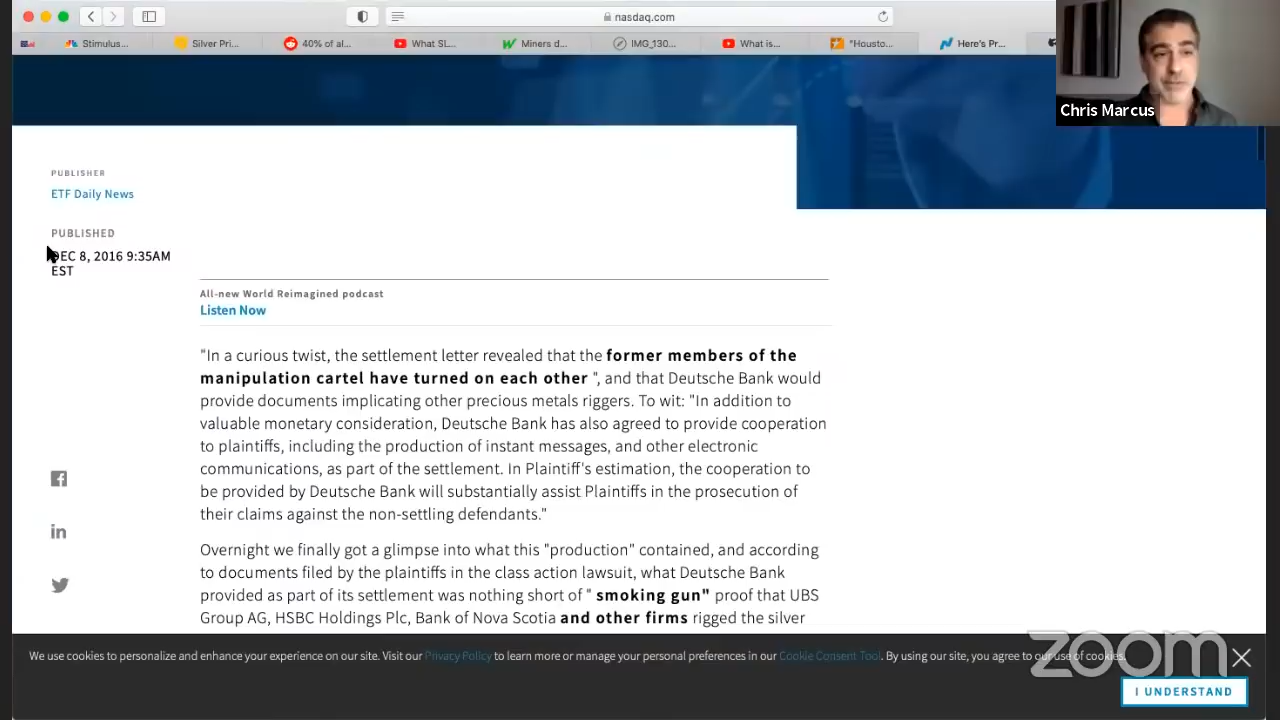 nasdaq.com
Stimulus...
Silver Pri...
40% of al...
What SL...
Miners d...
IMG_130...
What is...
"Housto...
Here's Pr...
Chris Marcus
PUBLISHER
ETF Daily News
PUBLISHED
DEC 8, 2016 9:35AM
EST
All-new World Reimagined podcast
Listen Now
"In a curious twist, the settlement letter revealed that the former members of the
manipulation cartel have turned on each other ", and that Deutsche Bank would
provide documents implicating other precious metals riggers. To wit: "In addition to
valuable monetary consideration, Deutsche Bank has also agreed to provide cooperation
to plaintiffs, including the production of instant messages, and other electronic
communications, as part of the settlement. In Plaintiff's estimation, the cooperation to
be provided by Deutsche Bank will substantially assist Plaintiffs in the prosecution of
their claims against the non-settling defendants."
Overnight we finally got a glimpse into what this "production" contained, and according
to documents filed by the plaintiffs in the class action lawsuit, what Deutsche Bank
provided as part of its settlement was nothing short of " smoking gun" proof that UBS
Group AG, HSBC Holdings Plc, Bank of Nova Scotia and other firms rigged the silver
We use cookies to personalize and enhance your experience on our site. Visit our Privacy Policy to learn more or manage your personal preferences in our Cookie Consent Tool. By using our site, you agree to our use of cookies.
zoom
I UNDERSTAND